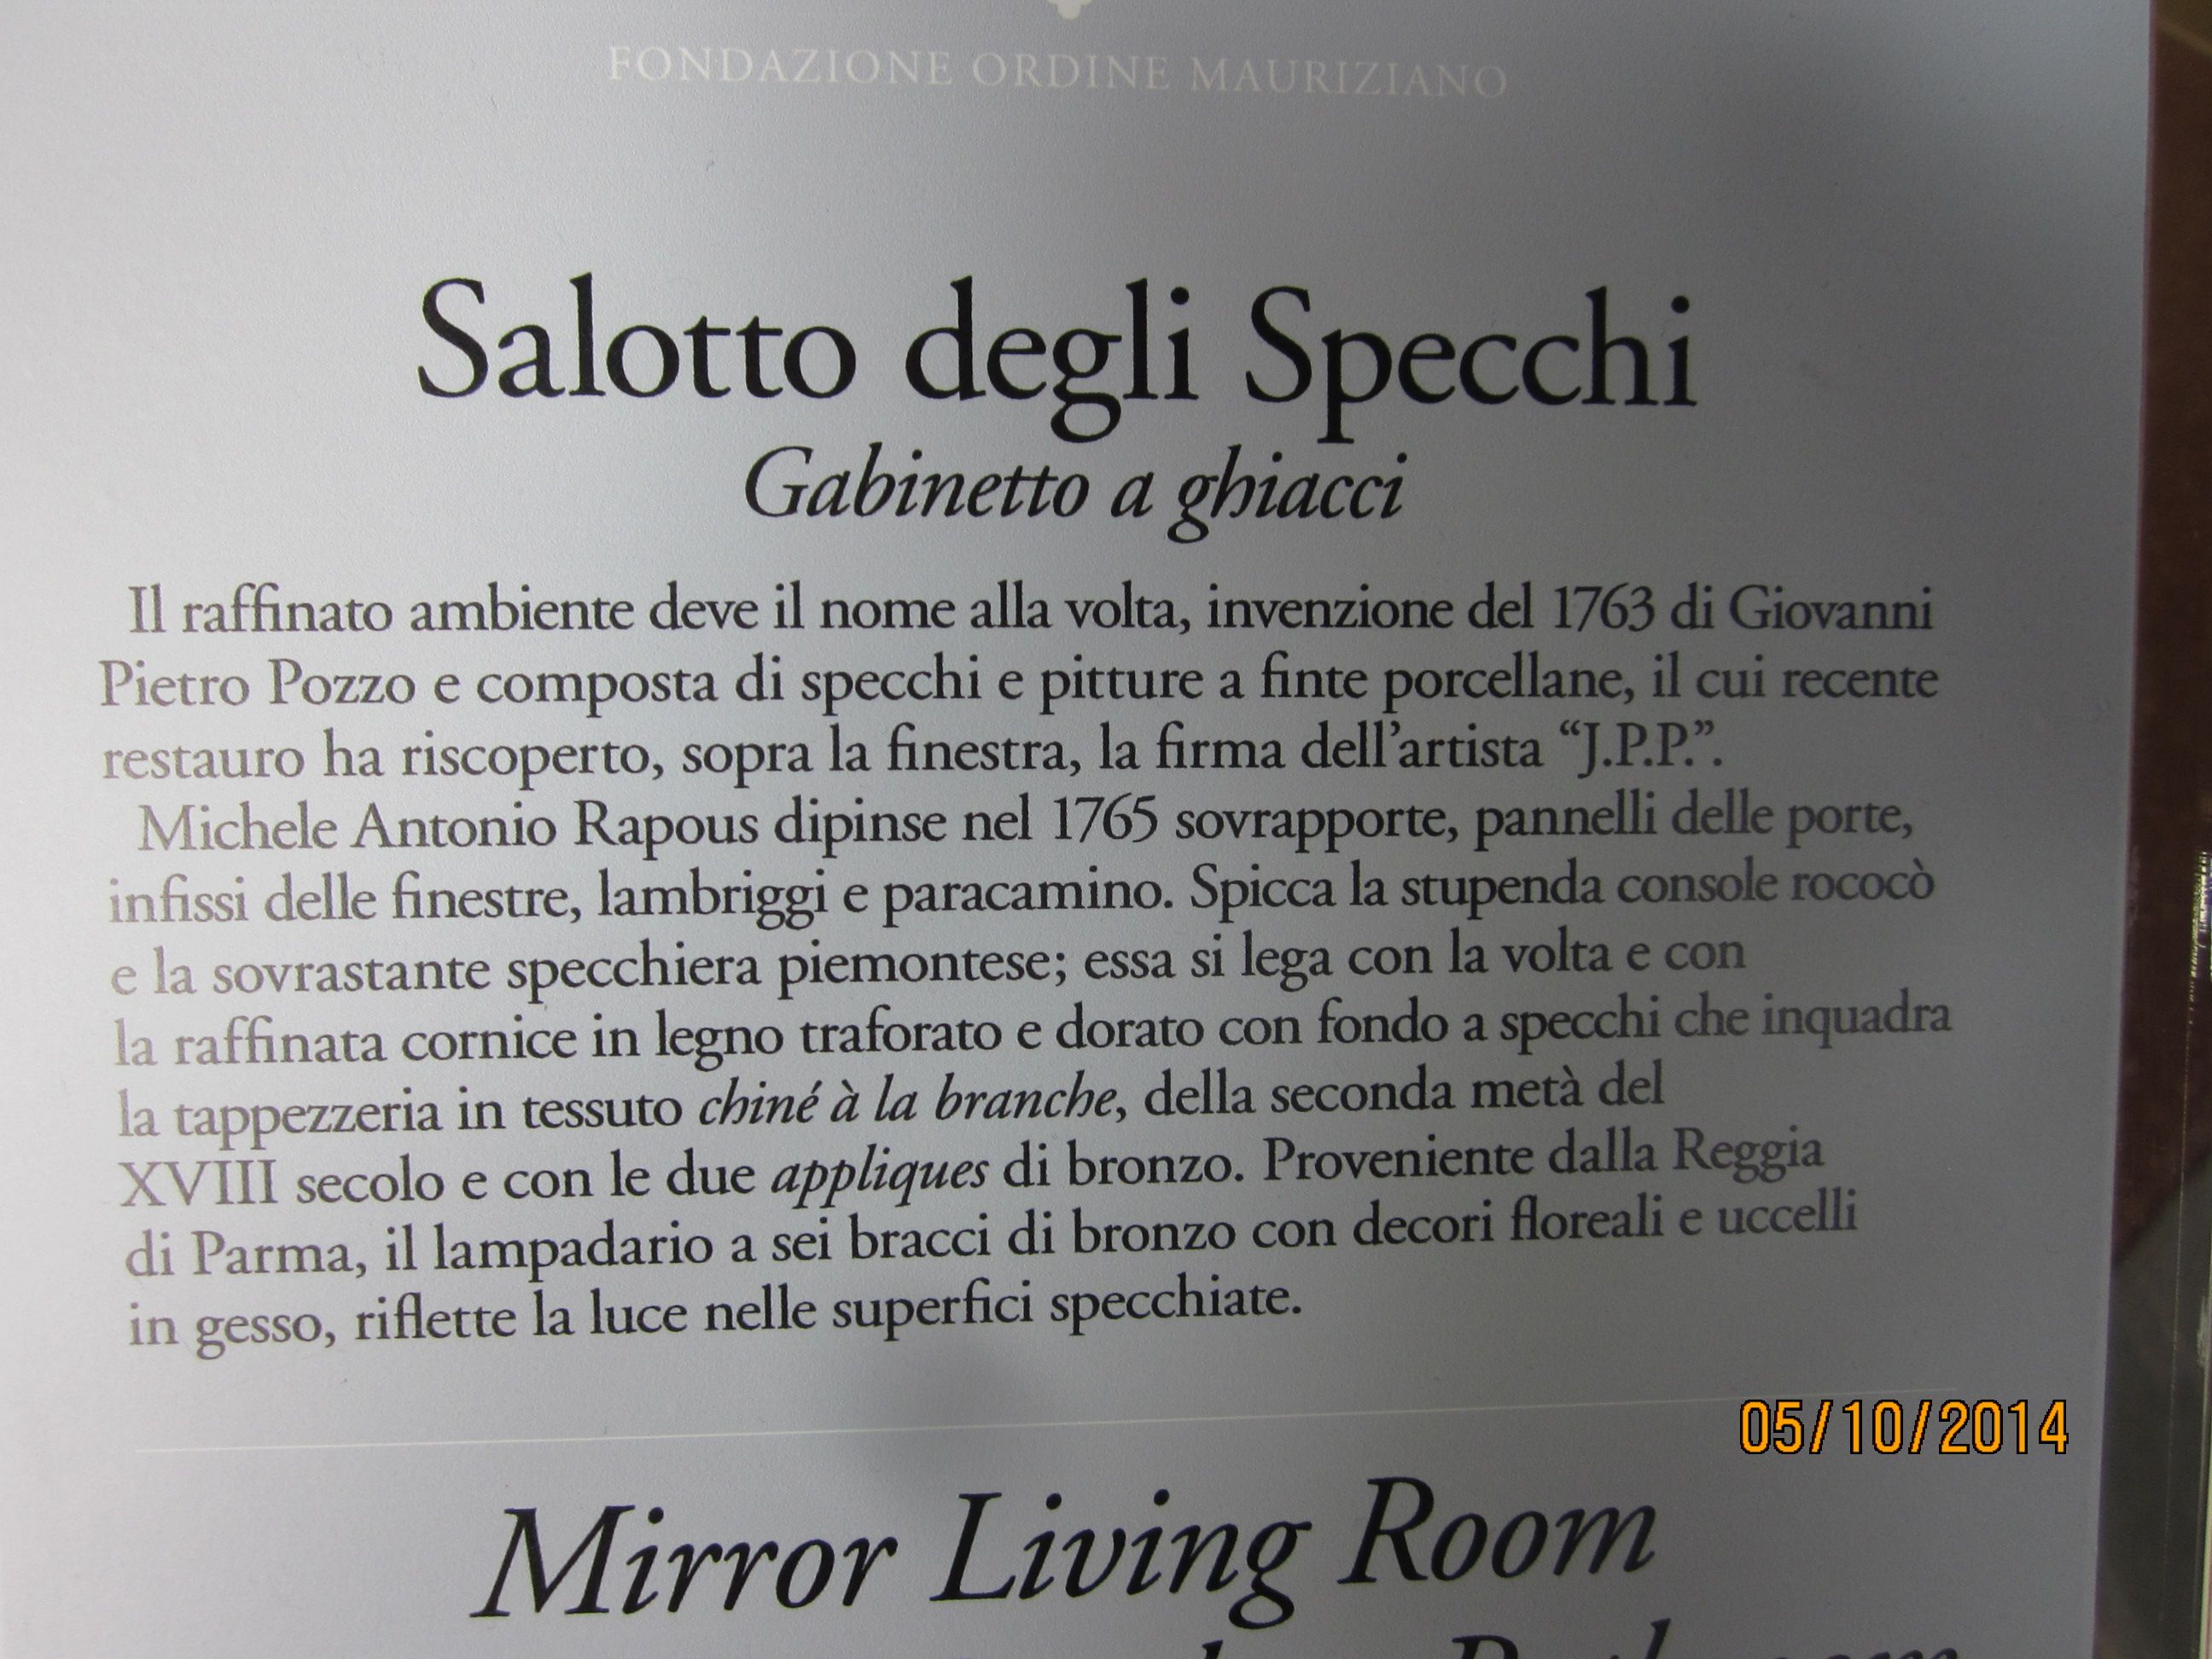 FONDAZIONE ORDINE MAURIZIANO
Salotto degli Specchi
Gabinetto a ghiacci
Il raffinato ambiente deve il nome alla volta, invenzione del 1763 di Giovanni
Pietro Pozzo e composta di specchi e pitture a finte porcellane, il cui recente
restauro ha riscoperto, sopra la finestra, la firma dell'artista “J.P.P.”.
Michele Antonio Rapous dipinse nel 1765 sovrapporte, pannelli delle porte,
infissi delle finestre, lambriggi e paracamino. Spicca la stupenda console rococò
e la sovrastante specchiera piemontese; essa si lega con la volta e con
la raffinata cornice in legno traforato e dorato con fondo a specchi che inquadra
la tappezzeria in tessuto chiné à la branche, della seconda metà del
XVIII secolo e con le due appliques di bronzo. Proveniente dalla Reggia
di Parma, il lampadario a sei bracci di bronzo con decori floreali e uccelli
in gesso, riflette la luce nelle superfici specchiate.
05/10/2014
Mirror Living Room